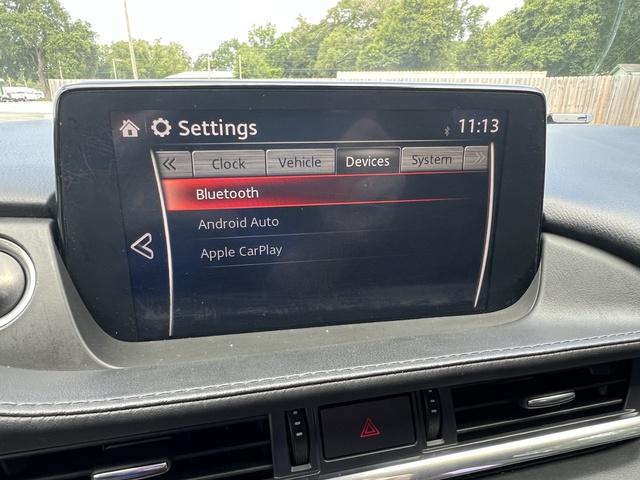 Settings 11:13
Clock Vehicle Devices System
Bluetooth
Android Auto
Apple CarPlay